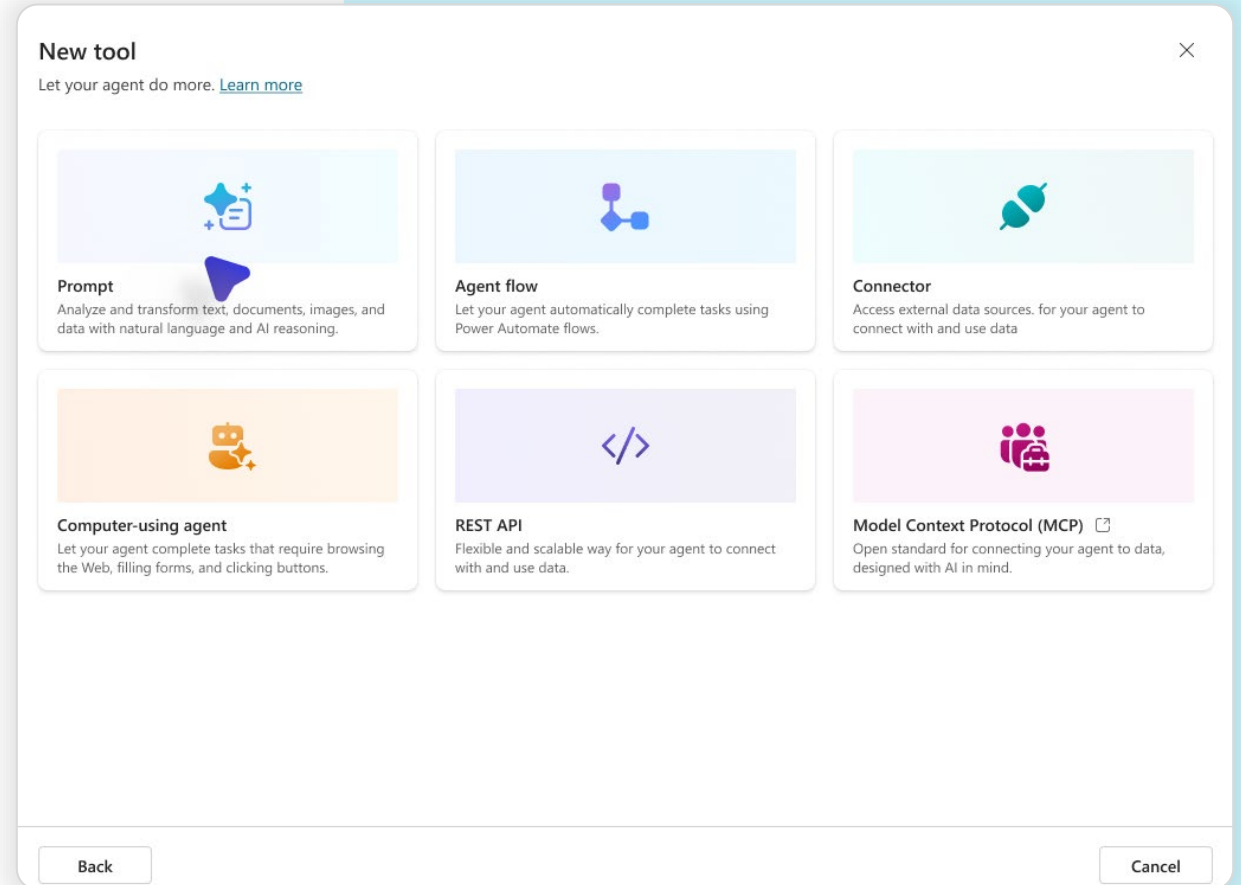 New tool
Let your agent do more. Learn more
Prompt
Analyze and transform text, documents, images, and
data with natural language and AI reasoning.
Agent flow
Let your agent automatically complete tasks using
Power Automate flows.
Connector
Access external data sources. for your agent to
connect with and use data
Computer-using agent
Let your agent complete tasks that require browsing
the Web, filling forms, and clicking buttons.
REST API
Flexible and scalable way for your agent to connect
with and use data.
Model Context Protocol (MCP)
Open standard for connecting your agent to data,
designed with AI in mind.
Back
Cancel